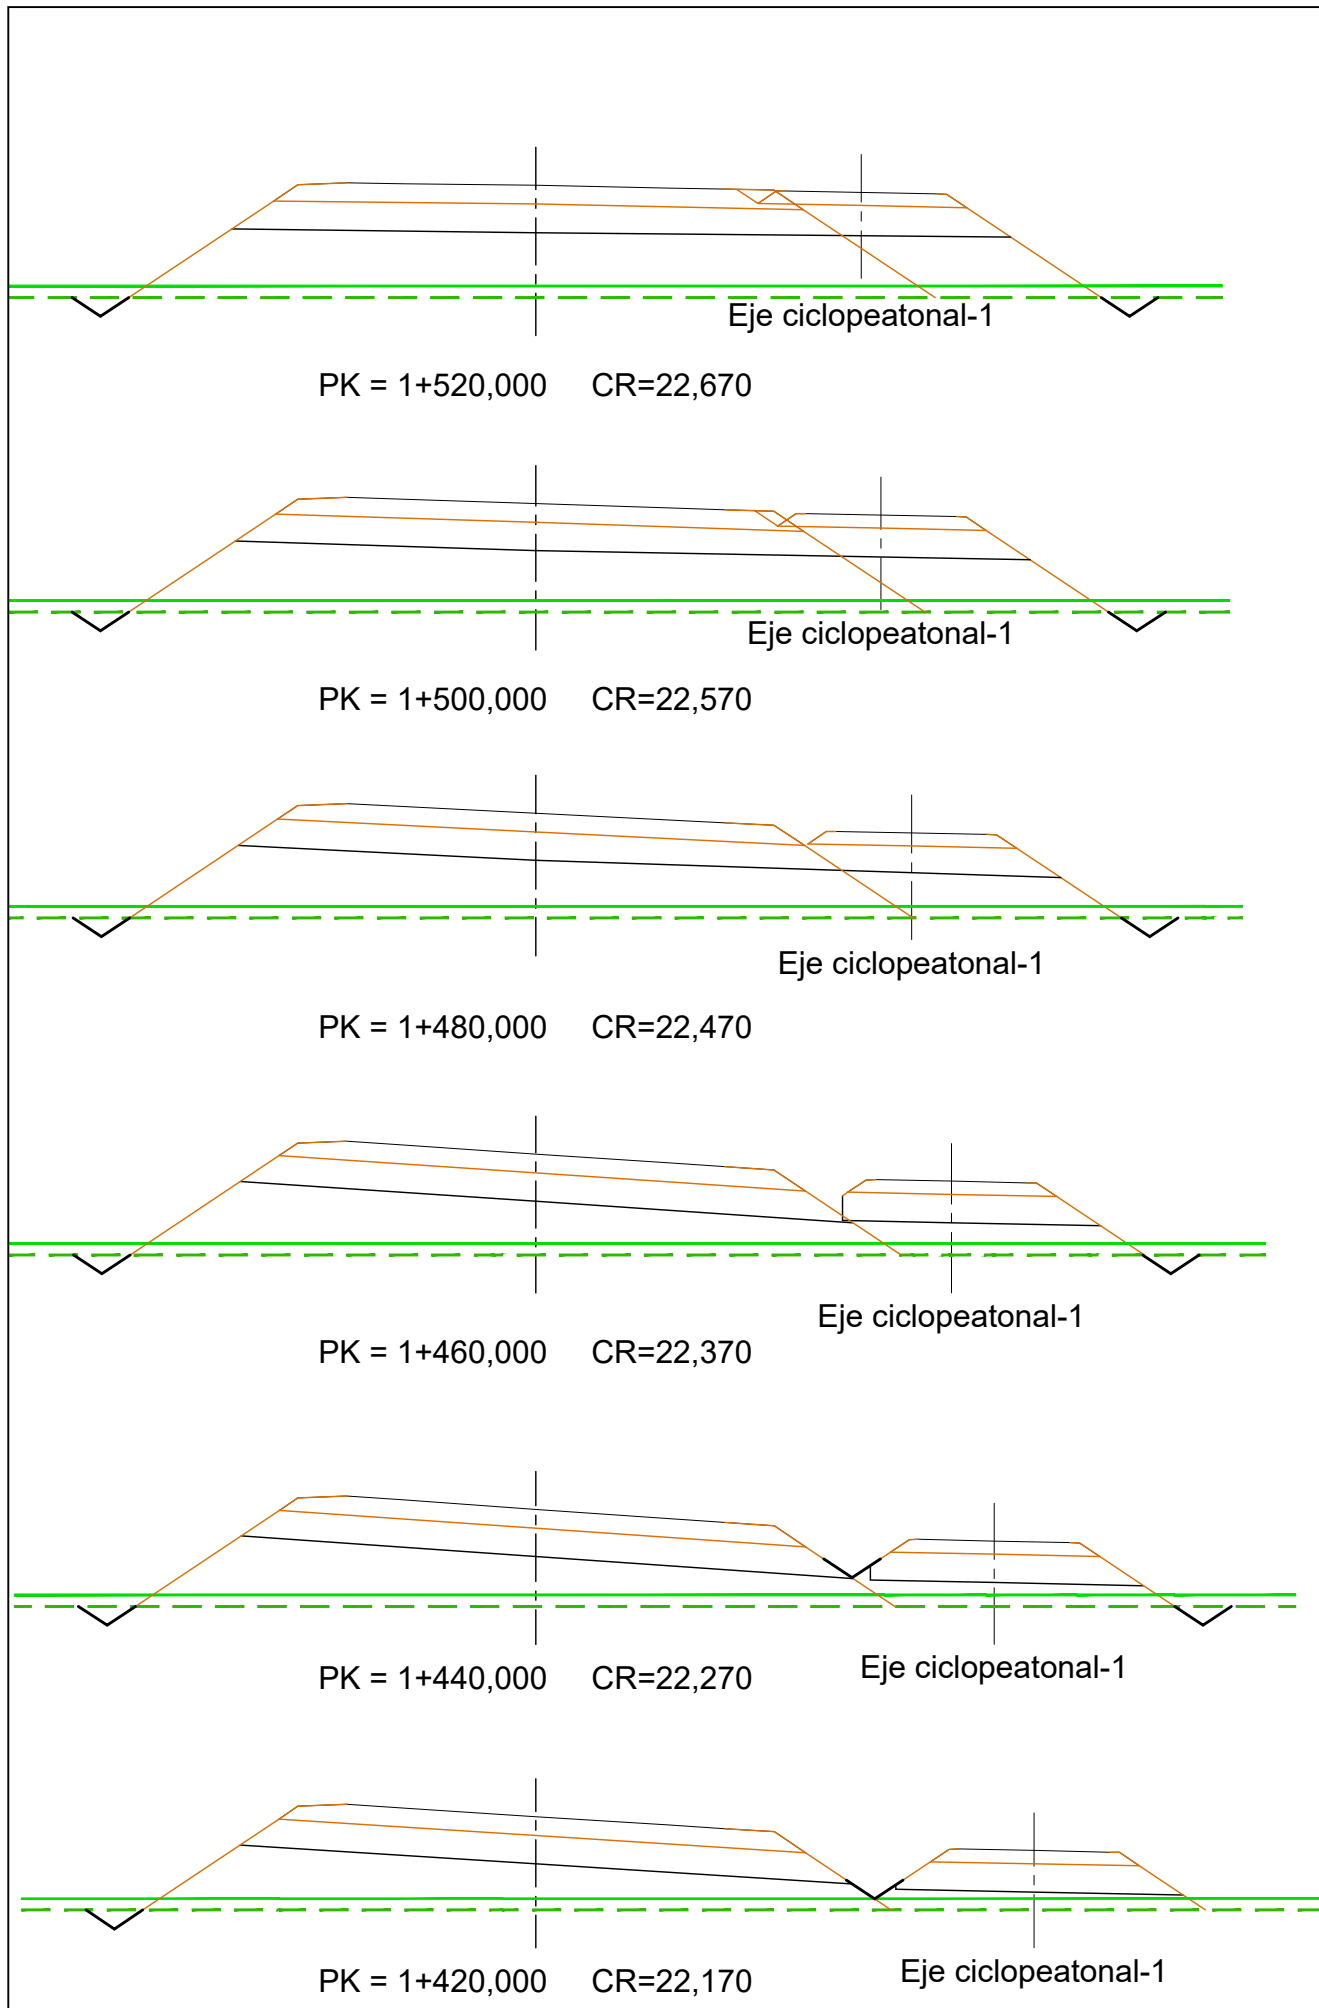 Eje ciclopeatonal-1
PK = 1+520,000 CR=22,670
Eje ciclopeatonal-1
PK = 1+500,000 CR=22,570
Eje ciclopeatonal-1
PK = 1+480,000 CR=22,470
Eje ciclopeatonal-1
PK = 1+460,000 CR=22,370
Eje ciclopeatonal-1
PK = 1+440,000 CR=22,270
Eje ciclopeatonal-1
PK = 1+420,000 CR=22,170